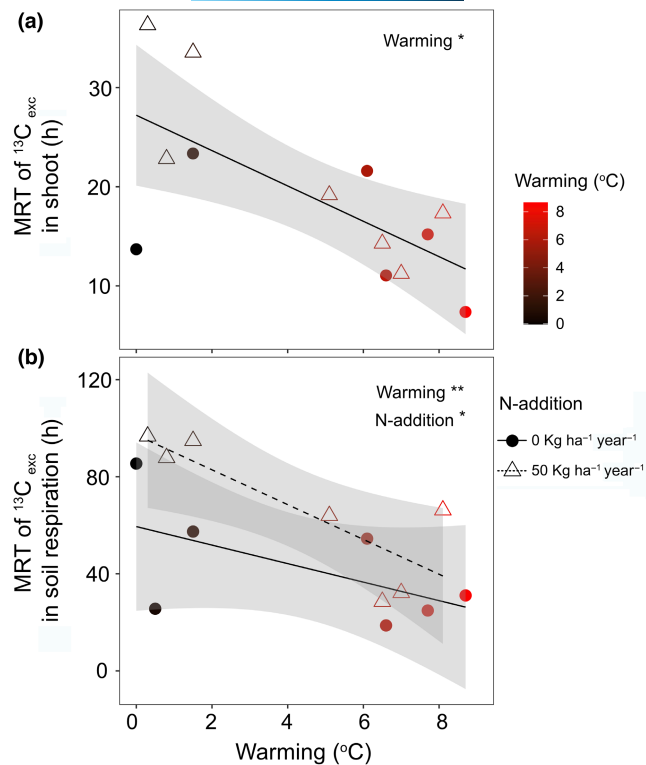 (a)
Warming *
MRT of ¹³C exc
in shoot (h)
30
20
10
Warming (ºC)
8
6
4
2
0
(b)
Warming **
N-addition *
MRT of ¹³C exc
in soil respiration (h)
120
80
40
0
N-addition
0 Kg ha⁻¹ year⁻¹
50 Kg ha⁻¹ year⁻¹
0 2 4 6 8
Warming (ºC)